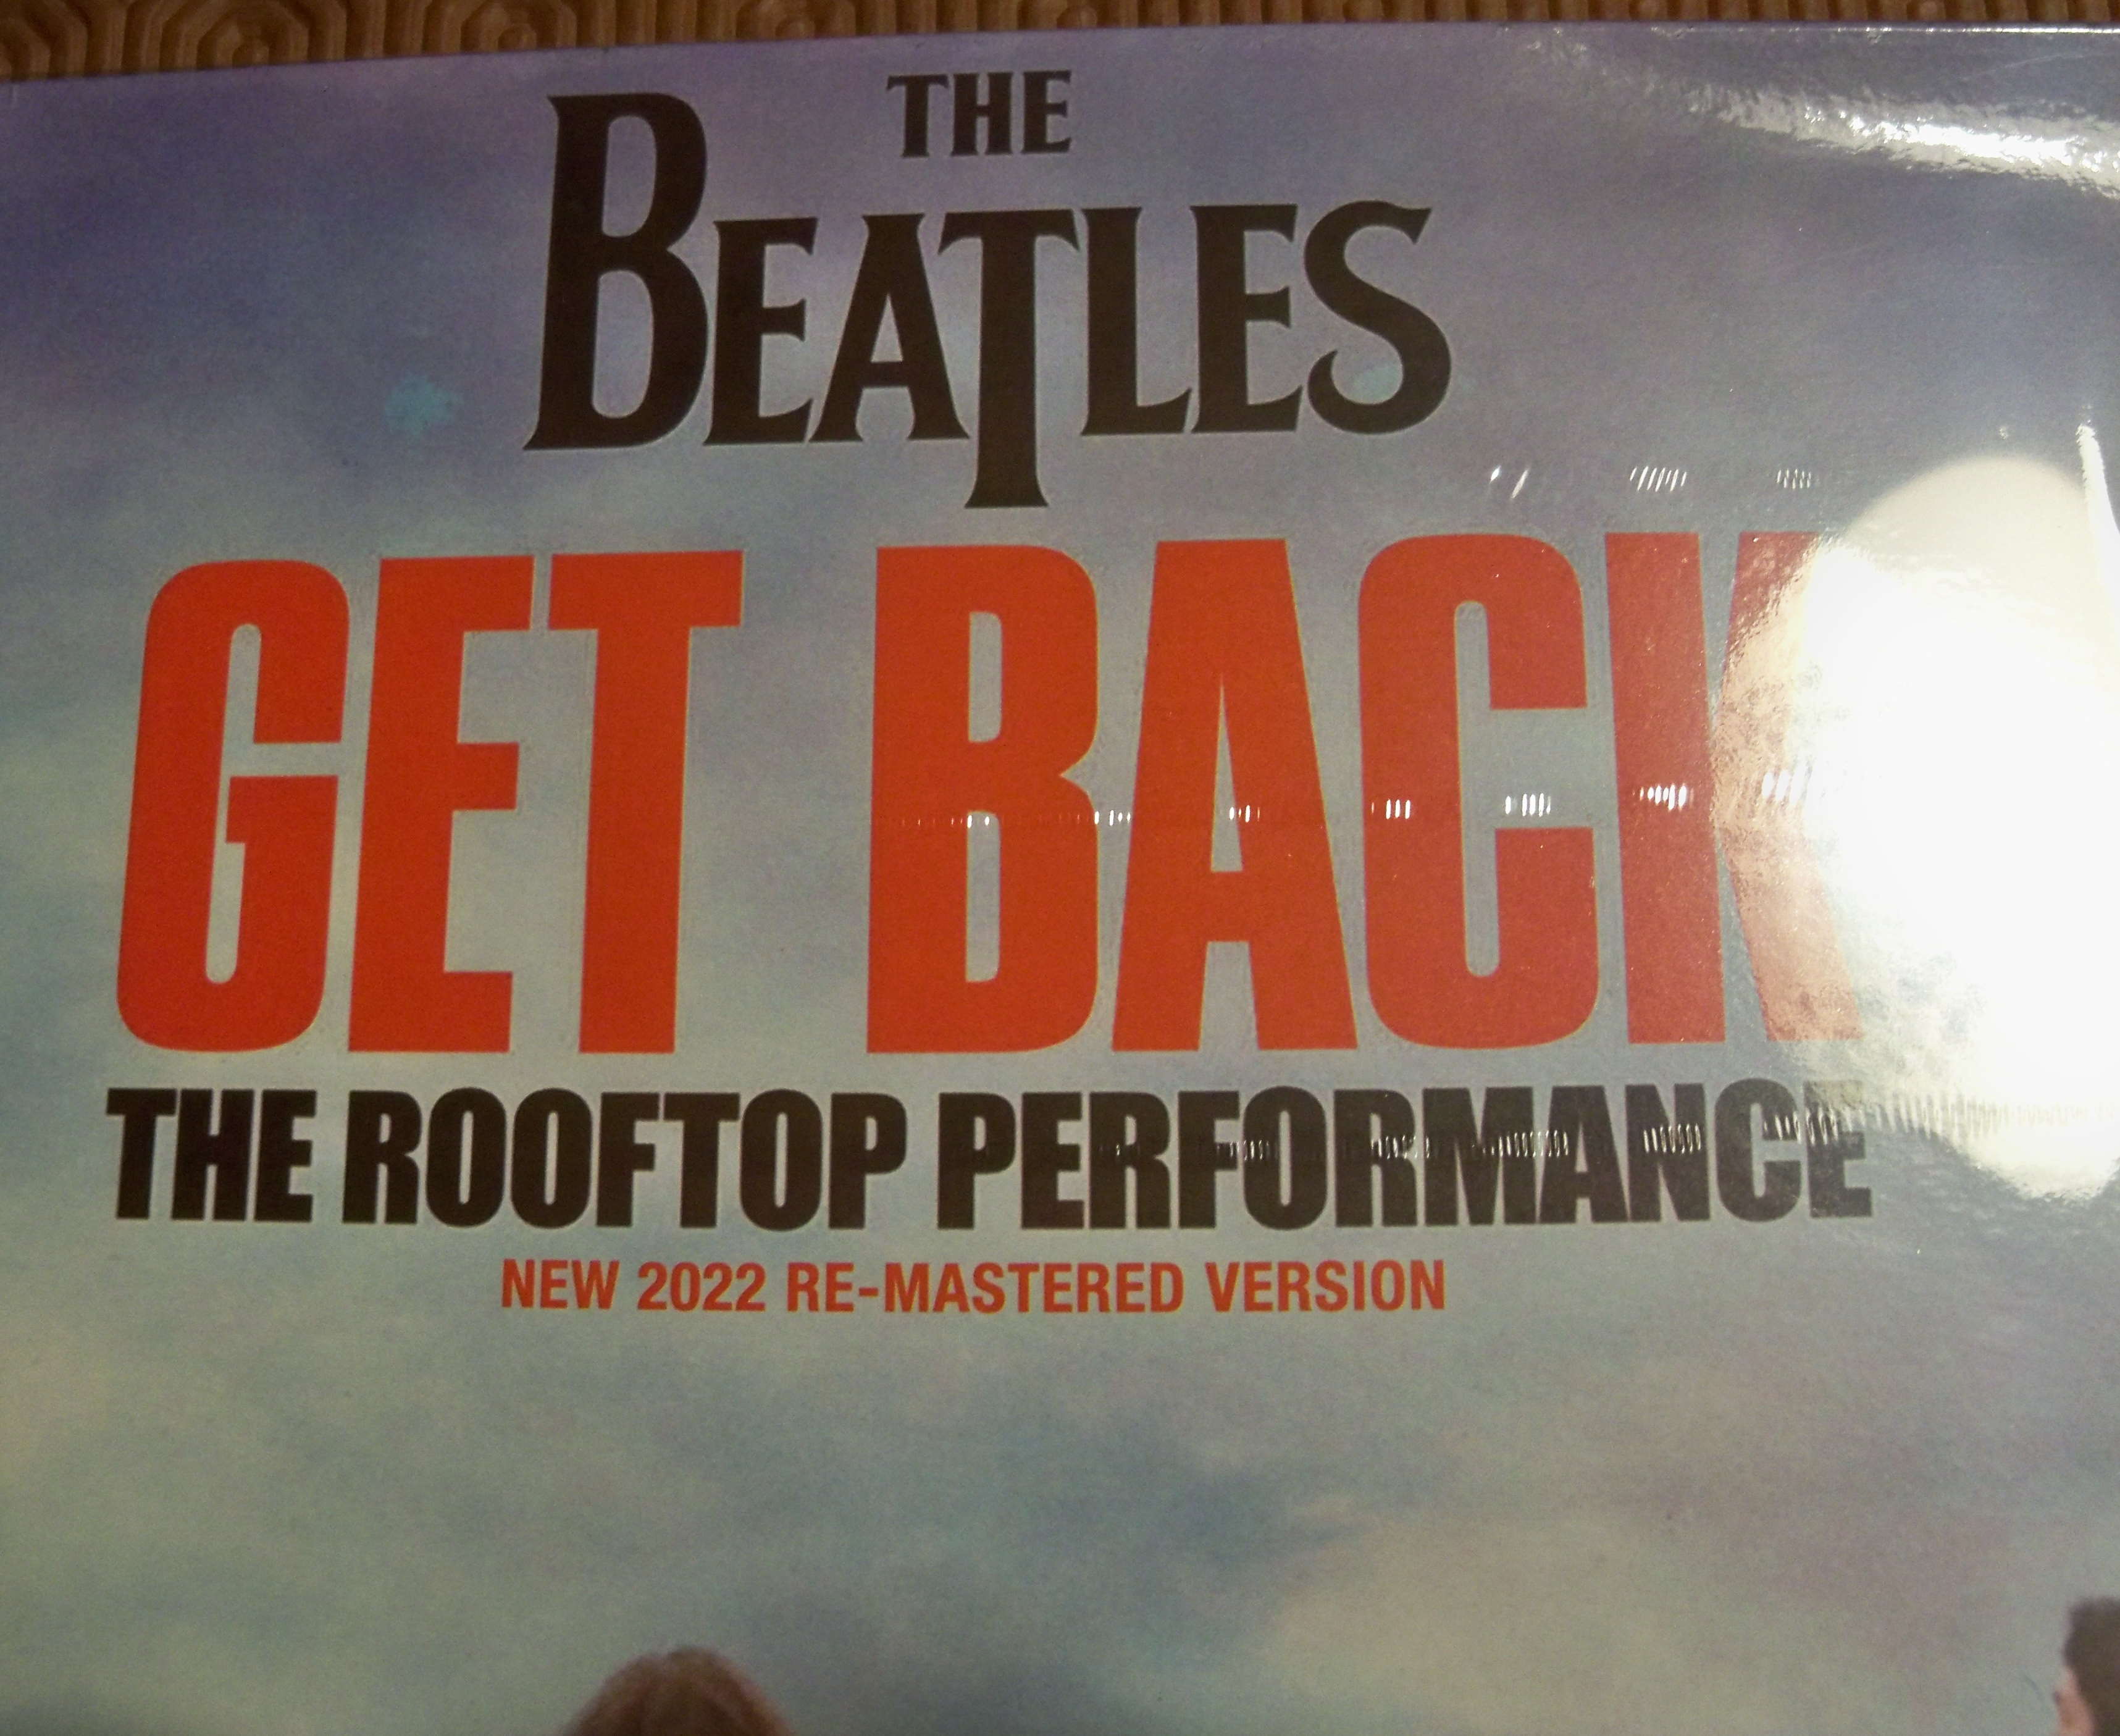 THE
BEATLES
GET BACK
THE ROOFTOP PERFORMANCE
NEW 2022 RE-MASTERED VERSION